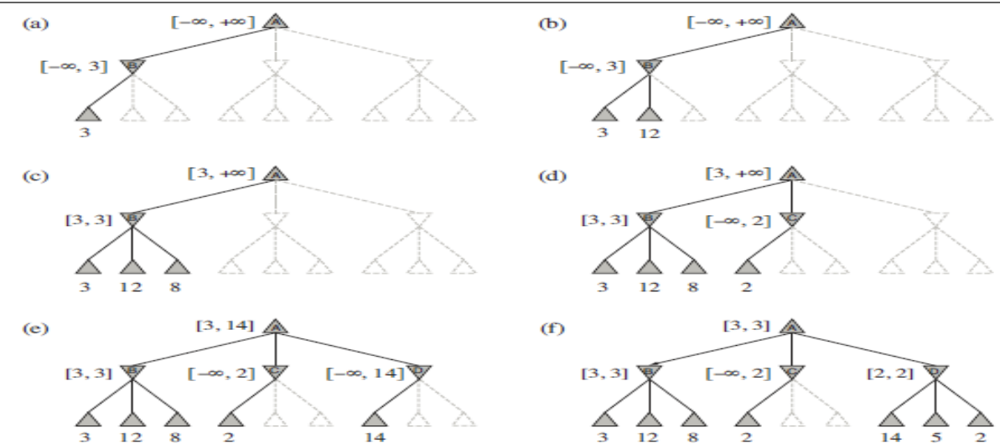 (a) [−∞, +∞] A
[−∞, 3] B
3
(b) [−∞, +∞] A
[−∞, 3] B
3 12
(c) [3, +∞] A
[3, 3] B
3 12 8
(d) [3, +∞] A
[3, 3] B [−∞, 2] C
3 12 8 2
(e) [3, 14] A
[3, 3] B [−∞, 2] C [−∞, 14] D
3 12 8 2 14
(f) [3, 3] A
[3, 3] B [−∞, 2] C [2, 2] D
3 12 8 2 14 5 2